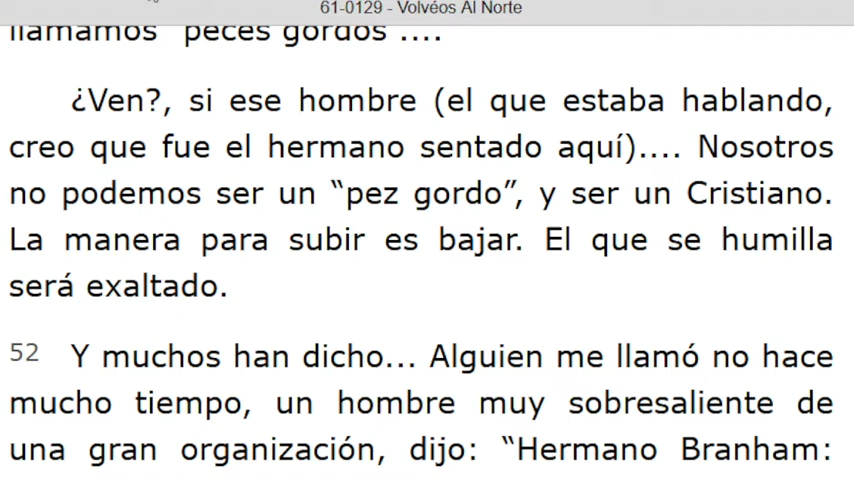 61-0129 - Volvéos Al Norte
llamamos "peces gordos"....
¿Ven?, si ese hombre (el que estaba hablando,
creo que fue el hermano sentado aquí).... Nosotros
no podemos ser un “pez gordo”, y ser un Cristiano.
La manera para subir es bajar. El que se humilla
será exaltado.
52 Y muchos han dicho... Alguien me llamó no hace
mucho tiempo, un hombre muy sobresaliente de
una gran organización, dijo: “Hermano Branham: